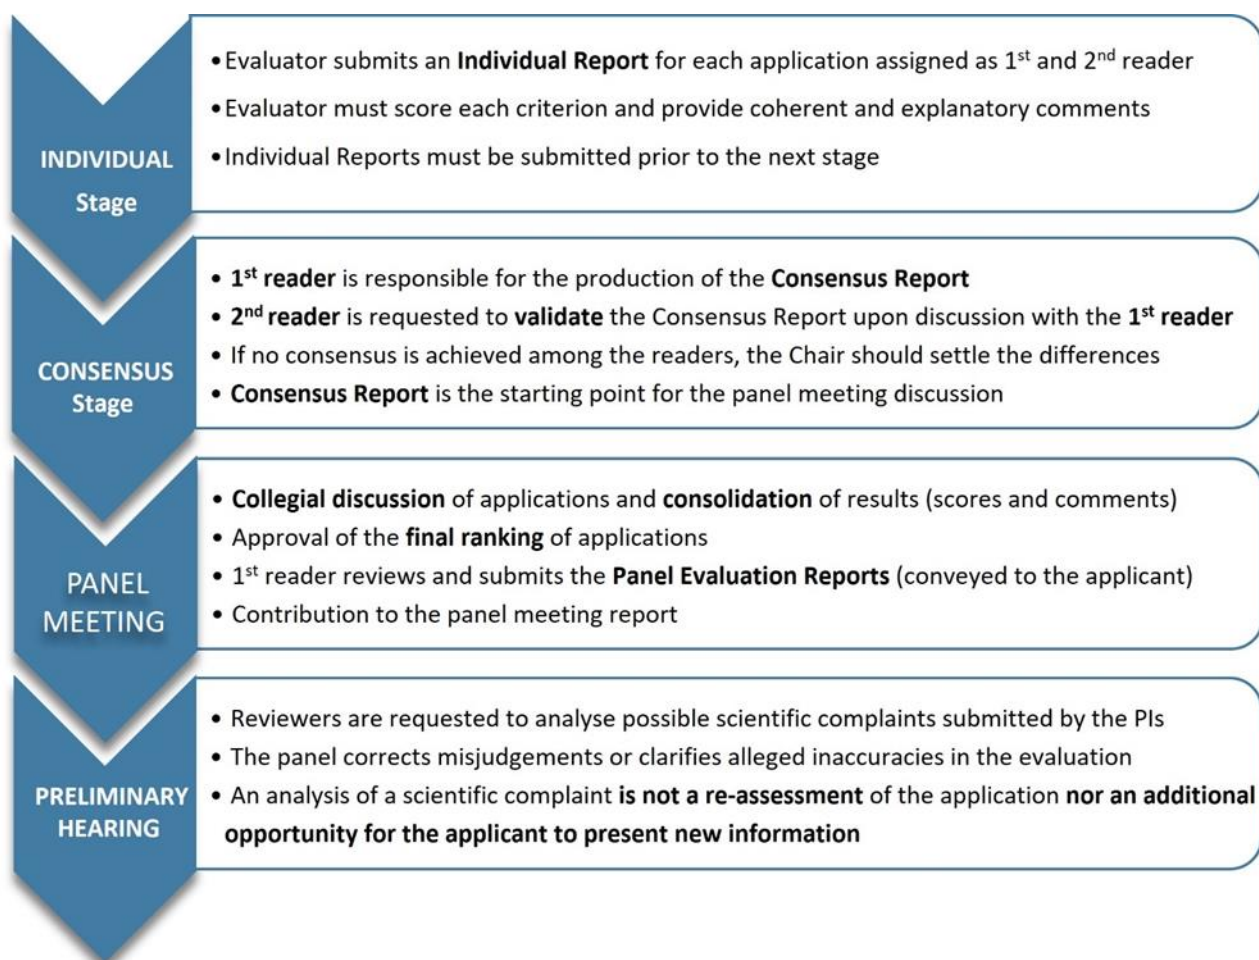 INDIVIDUAL
Stage
•Evaluator submits an Individual Report for each application assigned as 1st and 2nd reader
•Evaluator must score each criterion and provide coherent and explanatory comments
•Individual Reports must be submitted prior to the next stage
CONSENSUS
Stage
• 1st reader is responsible for the production of the Consensus Report
• 2nd reader is requested to validate the Consensus Report upon discussion with the 1st reader
• If no consensus is achieved among the readers, the Chair should settle the differences
• Consensus Report is the starting point for the panel meeting discussion
PANEL
MEETING
• Collegial discussion of applications and consolidation of results (scores and comments)
• Approval of the final ranking of applications
• 1st reader reviews and submits the Panel Evaluation Reports (conveyed to the applicant)
• Contribution to the panel meeting report
PRELIMINARY
HEARING
• Reviewers are requested to analyse possible scientific complaints submitted by the PIs
• The panel corrects misjudgements or clarifies alleged inaccuracies in the evaluation
• An analysis of a scientific complaint is not a re-assessment of the application nor an additional
opportunity for the applicant to present new information